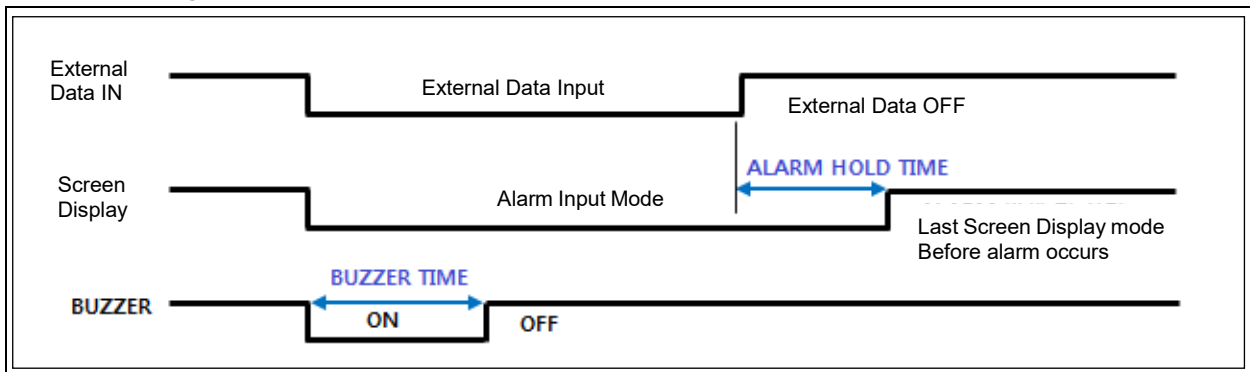 External
Data IN
External Data Input
External Data OFF
ALARM HOLD TIME
Screen
Display
Alarm Input Mode
Last Screen Display mode
Before alarm occurs
BUZZER TIME
BUZZER
ON
OFF